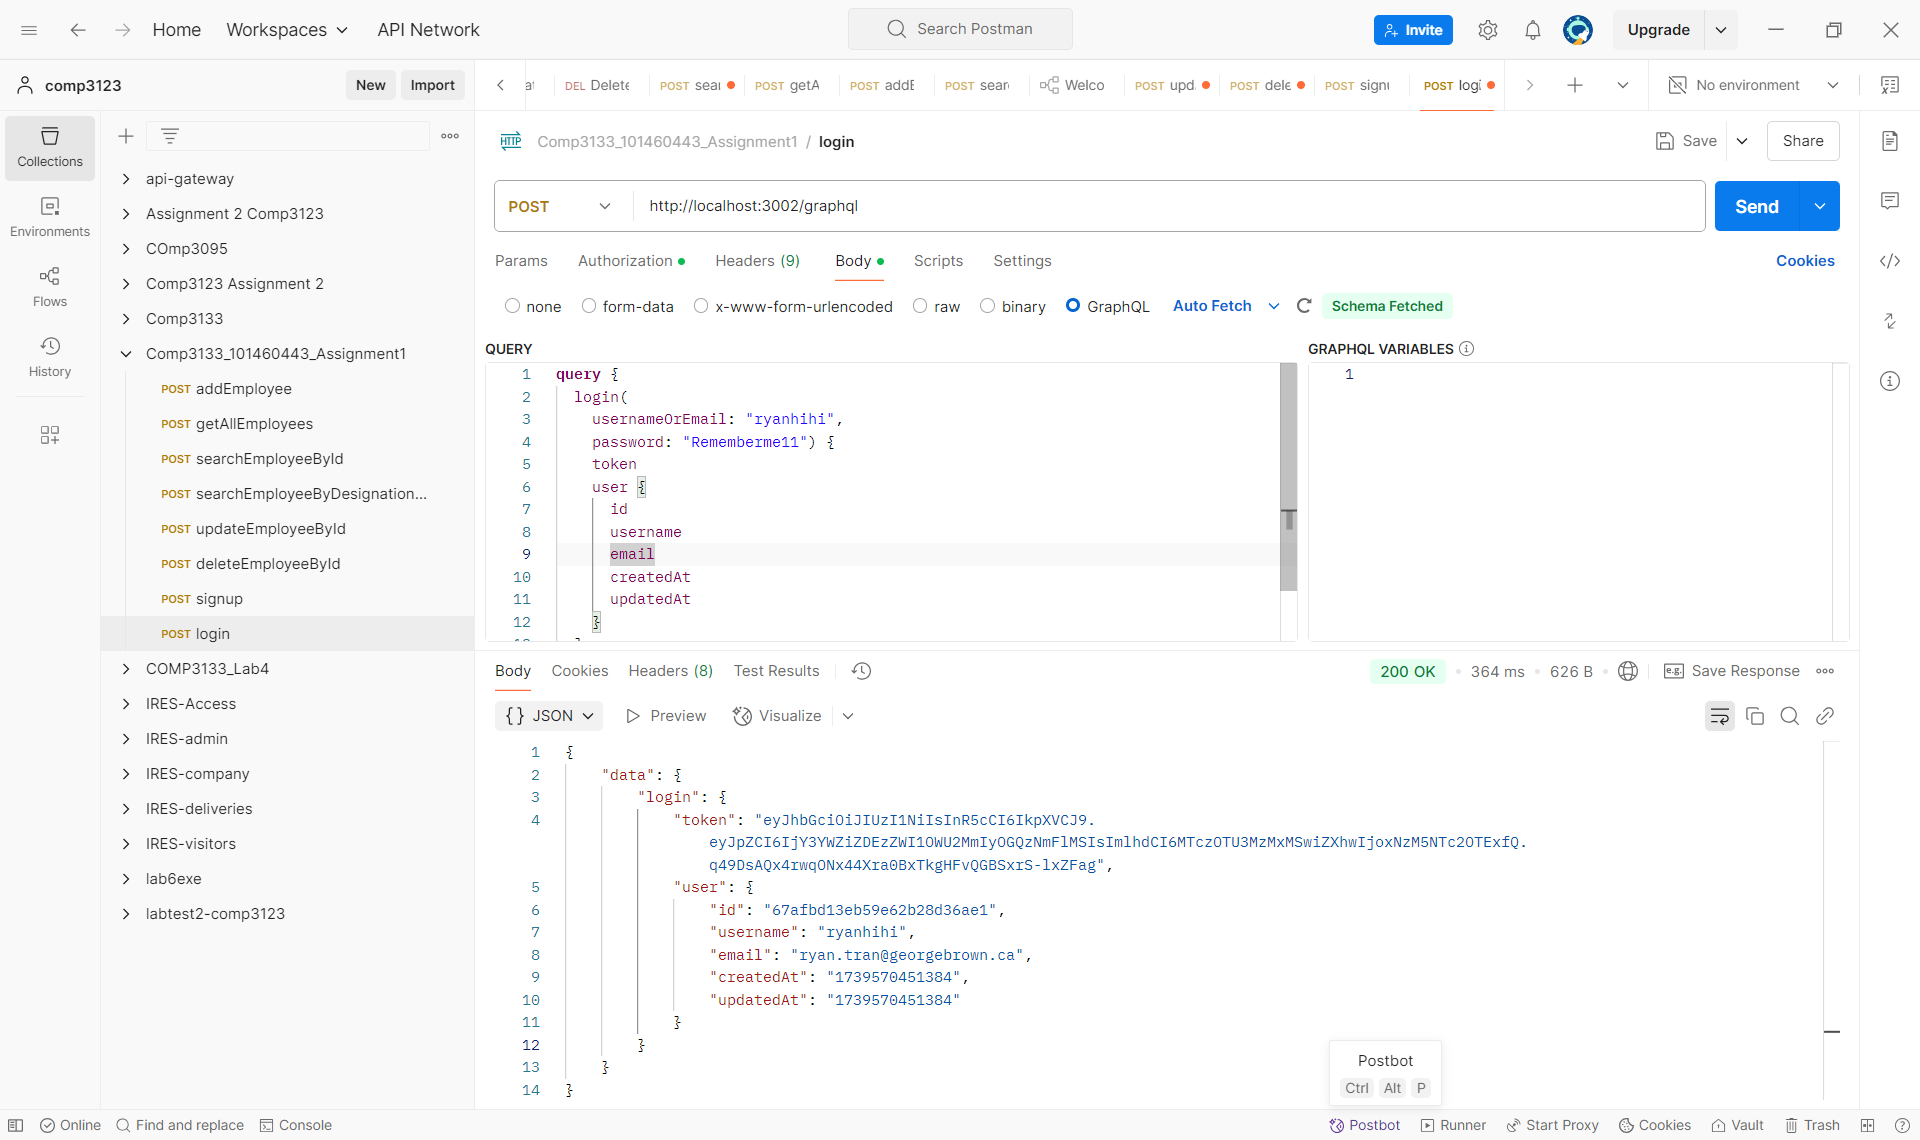 Home
Workspaces
API Network
Search Postman
Invite
Upgrade
comp3123
New
Import
DEL Delete
POST sear
POST getA
POST addE
POST sear
Welco
POST upd
POST dele
POST sign
POST logi
No environment
Collections
Environments
Flows
History
api-gateway
Assignment 2 Comp3123
COmp3095
Comp3123 Assignment 2
Comp3133
Comp3133_101460443_Assignment1
POST addEmployee
POST getAllEmployees
POST searchEmployeeById
POST searchEmployeeByDesignation...
POST updateEmployeeById
POST deleteEmployeeById
POST signup
POST login
COMP3133_Lab4
IRES-Access
IRES-admin
IRES-company
IRES-deliveries
IRES-visitors
lab6exe
labtest2-comp3123
HTTP Comp3133_101460443_Assignment1 / login
Save
Share
POST
http://localhost:3002/graphql
Send
Params
Authorization
Headers (9)
Body
Scripts
Settings
Cookies
none
form-data
x-www-form-urlencoded
raw
binary
GraphQL
Auto Fetch
Schema Fetched
QUERY
1 query {
2 login(
3 usernameOrEmail: "ryanhihi",
4 password: "Rememberme11") {
5 token
6 user {
7 id
8 username
9 email
10 createdAt
11 updatedAt
12 }
GRAPHQL VARIABLES
1
Body
Cookies
Headers (8)
Test Results
200 OK
364 ms
626 B
e.g. Save Response
{} JSON
Preview
Visualize
1 {
2 "data": {
3 "login": {
4 "token": "eyJhbGciOiJIUzI1NiIsInR5cCI6IkpXVCJ9.
eyJpZCI6IjY3YWZiZDEzZWI1OWU2MmIyOGQzNmFlMSIsImlhdCI6MTczOTU3MzMxMSwiZXhwIjoxNzM5NTc2OTExfQ.
q49DsAQx4rwqONx44Xra0BxTkgHFvQGBSxrS-lxZFag",
5 "user": {
6 "id": "67afbd13eb59e62b28d36ae1",
7 "username": "ryanhihi",
8 "email": "ryan.tran@georgebrown.ca",
9 "createdAt": "1739570451384",
10 "updatedAt": "1739570451384"
11 }
12 }
13 }
14 }
Postbot
Ctrl Alt P
Online
Find and replace
Console
Postbot
Runner
Start Proxy
Cookies
Vault
Trash